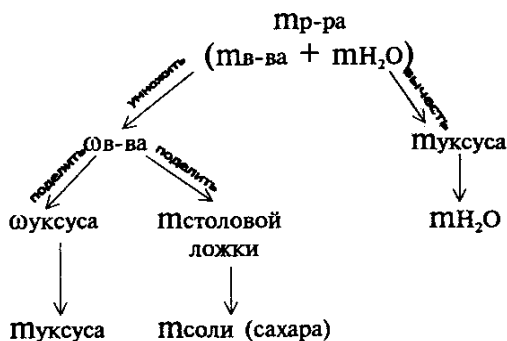 mр-ра
(mв-ва + mH₂O)
умножить
вычесть
ωв-ва
mуксуса
поделить
поделить
ωуксуса
mстоловой
ложки
mH₂O
mуксуса
mсоли (сахара)